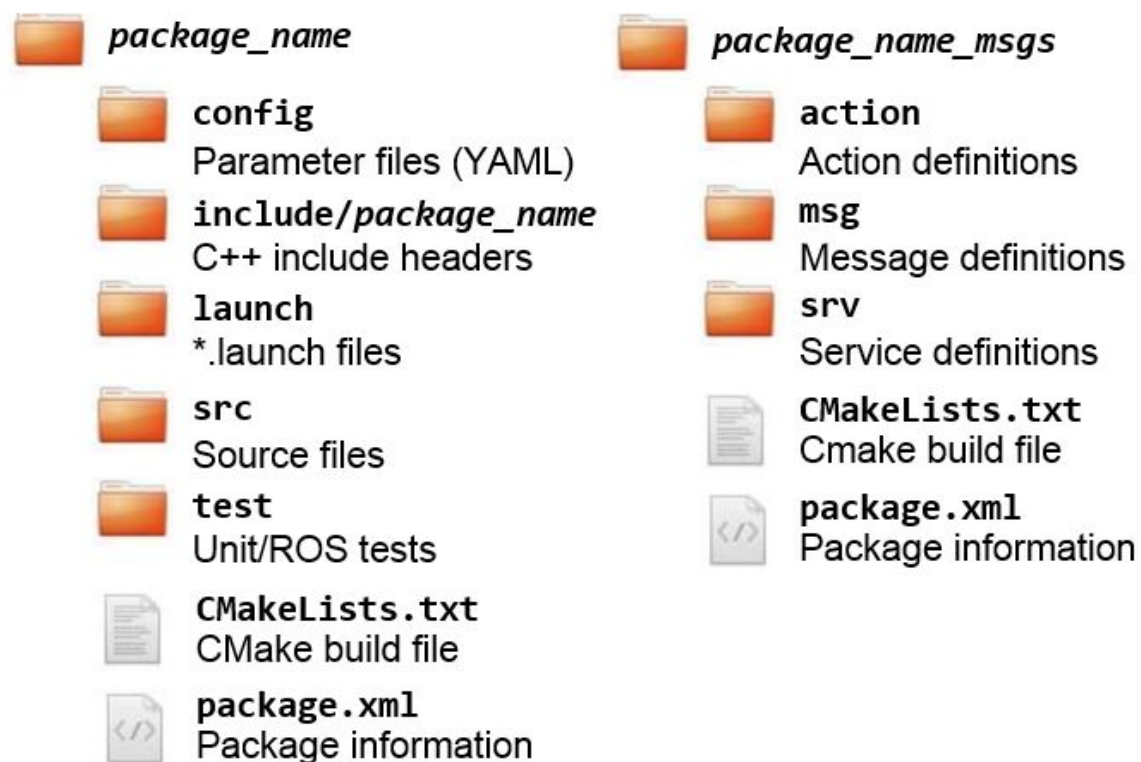 package_name
config
Parameter files (YAML)
include/package_name
C++ include headers
launch
*.launch files
src
Source files
test
Unit/ROS tests
CMakeLists.txt
CMake build file
package.xml
Package information
package_name_msgs
action
Action definitions
msg
Message definitions
srv
Service definitions
CMakeLists.txt
Cmake build file
package.xml
Package information